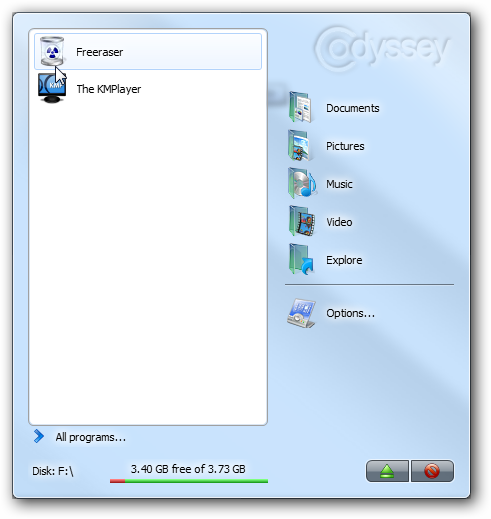 Odyssey
Freeraser
The KMPlayer
Documents
Pictures
Music
Video
Explore
Options...
All programs...
Disk: F:\
3.40 GB free of 3.73 GB